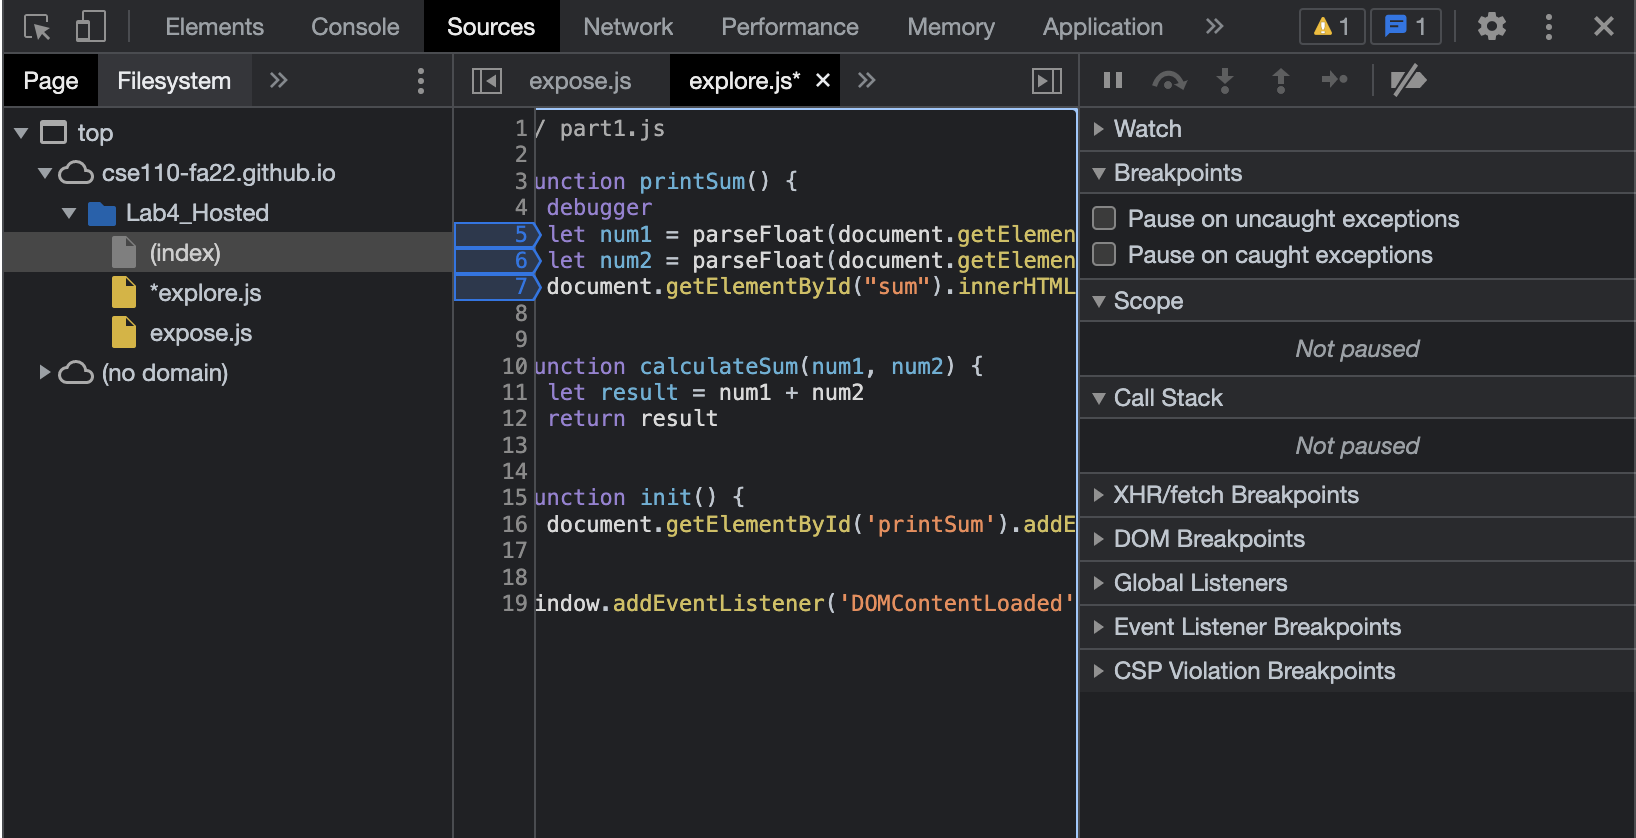 Elements Console Sources Network Performance Memory Application 1 1
Page Filesystem
expose.js explore.js*
top
cse110-fa22.github.io
Lab4_Hosted
(index)
*explore.js
expose.js
(no domain)
1 / part1.js
2
3 unction printSum() {
4 debugger
5 let num1 = parseFloat(document.getElemen
6 let num2 = parseFloat(document.getElemen
7 document.getElementById("sum").innerHTML
8
9
10 unction calculateSum(num1, num2) {
11 let result = num1 + num2
12 return result
13
14
15 unction init() {
16 document.getElementById('printSum').addE
17
18
19 indow.addEventListener('DOMContentLoaded'
Watch
Breakpoints
Pause on uncaught exceptions
Pause on caught exceptions
Scope
Not paused
Call Stack
Not paused
XHR/fetch Breakpoints
DOM Breakpoints
Global Listeners
Event Listener Breakpoints
CSP Violation Breakpoints